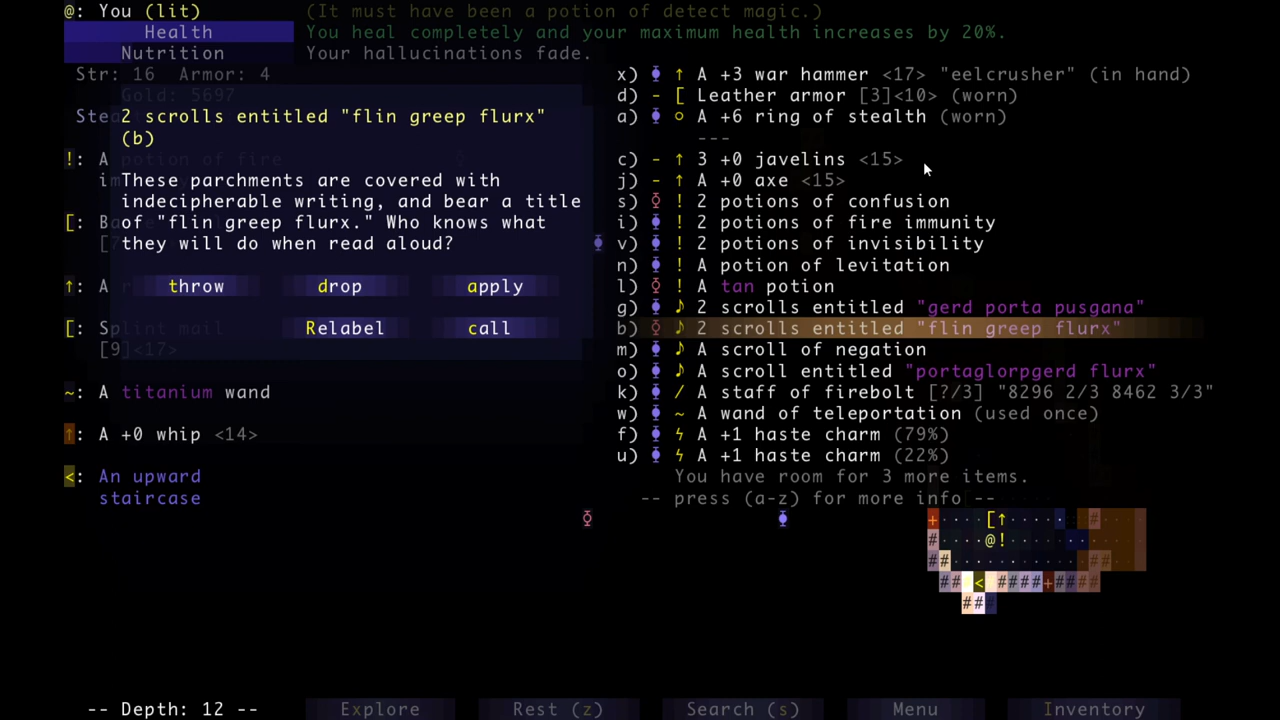 @: You (lit)
(It must have been a potion of detect magic.)
Health
You heal completely and your maximum health increases by 20%.
Nutrition
Your hallucinations fade.
Str: 16 Armor: 4
Gold: 5697
2 scrolls entitled "flin greep flurx"
(b)
These parchments are covered with
indecipherable writing, and bear a title
of "flin greep flurx." Who knows what
they will do when read aloud?
throw drop apply
Relabel call
!: A potion of fire
[:
↑: A
[: Splint mail
[9]<17>
~: A titanium wand
↑: A +0 whip <14>
<: An upward
staircase
x) ↑ A +3 war hammer <17> "eelcrusher" (in hand)
d) - [ Leather armor [3]<10> (worn)
a) ○ A +6 ring of stealth (worn)
---
c) - ↑ 3 +0 javelins <15>
j) - ↑ A +0 axe <15>
s) ! 2 potions of confusion
i) ! 2 potions of fire immunity
v) ! 2 potions of invisibility
n) ! A potion of levitation
l) ! A tan potion
g) ♪ 2 scrolls entitled "gerd porta pusgana"
b) ♪ 2 scrolls entitled "flin greep flurx"
m) ♪ A scroll of negation
o) ♪ A scroll entitled "portaglorpgerd flurx"
k) / A staff of firebolt [?/3] "8296 2/3 8462 3/3"
w) ~ A wand of teleportation (used once)
f) ϟ A +1 haste charm (79%)
u) ϟ A +1 haste charm (22%)
You have room for 3 more items.
-- press (a-z) for more info --
-- Depth: 12 --
Explore
Rest (z)
Search (s)
Menu
Inventory